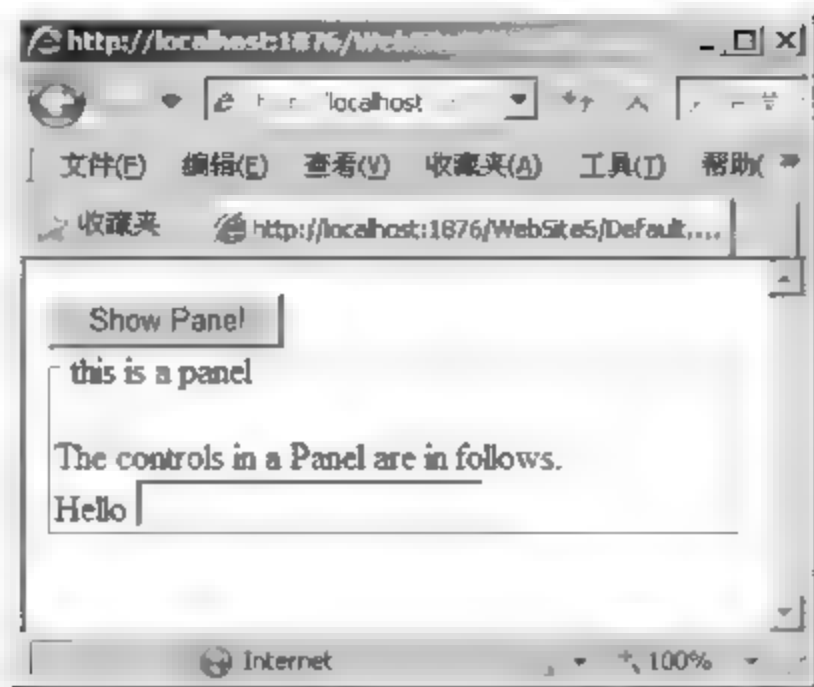 http://localhost:1876/WebSite
localhost
文件(F) 编辑(E) 查看(V) 收藏夹(A) 工具(T) 帮助(
收藏夹 http://localhost:1876/WebSite5/Default....
Show Panel
this is a panel
The controls in a Panel are in follows.
Hello
Internet 100%